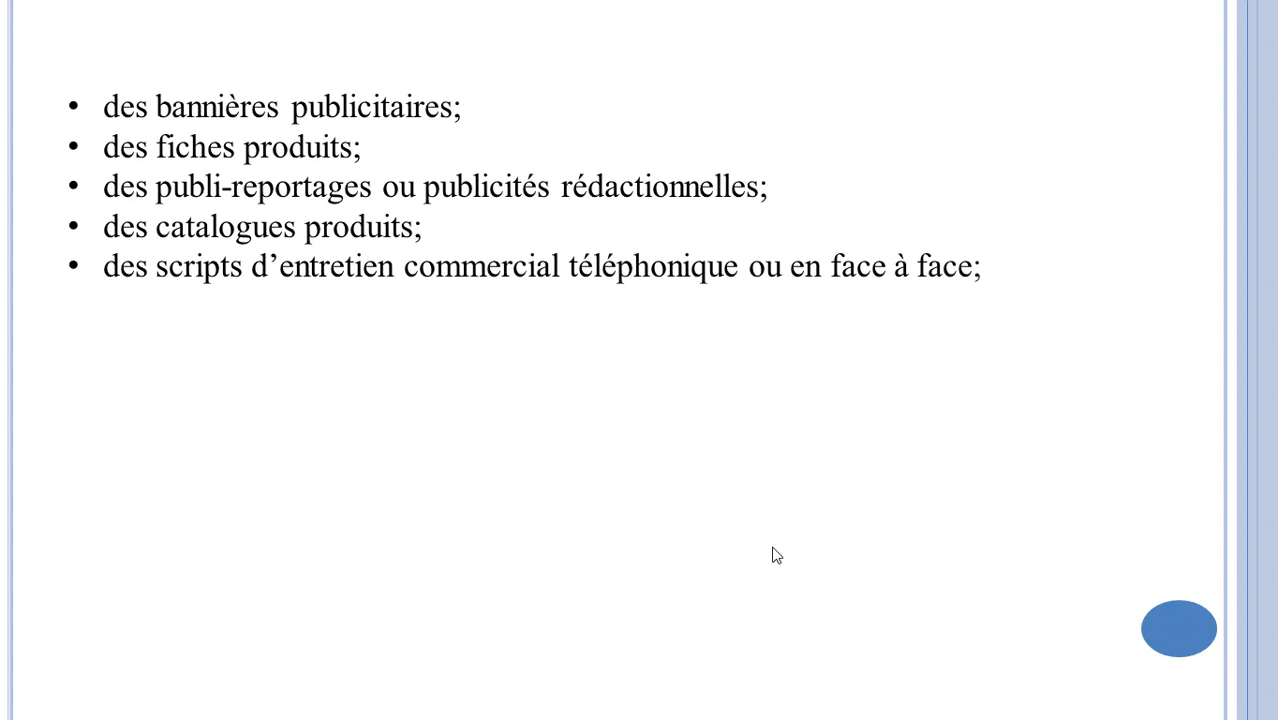 • des bannières publicitaires;
• des fiches produits;
• des publi-reportages ou publicités rédactionnelles;
• des catalogues produits;
• des scripts d’entretien commercial téléphonique ou en face à face;